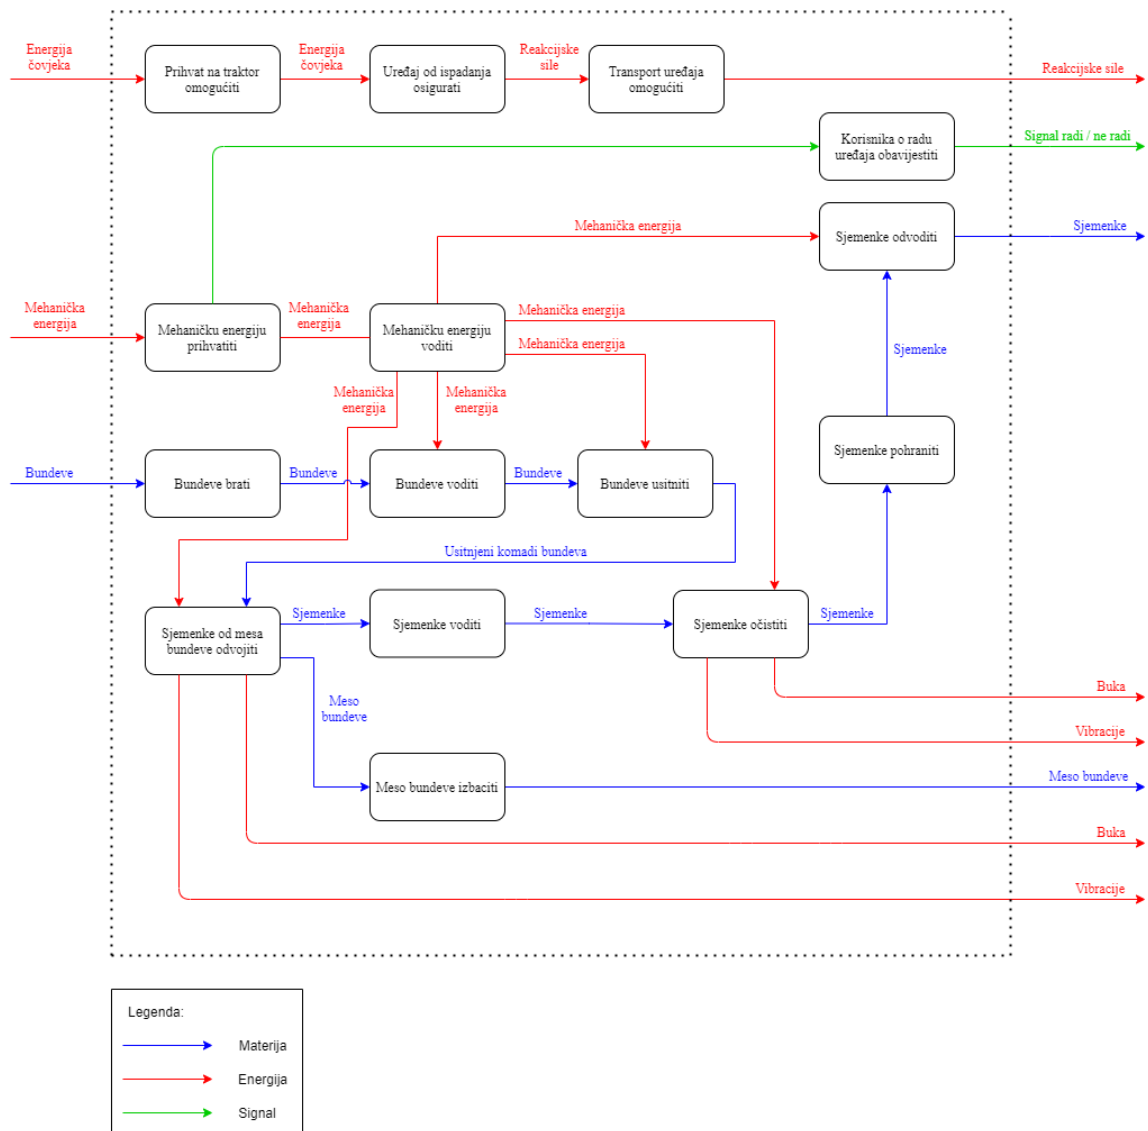 Energija
čovjeka
Prihvat na traktor
omogućiti
Energija
čovjeka
Uređaj od ispadanja
osigurati
Reakcijske
sile
Transport uređaja
omogućiti
Reakcijske sile
Korisnika o radu
uređaja obavijestiti
Signal radi / ne radi
Mehanička energija
Sjemenke odvoditi
Sjemenke
Mehanička
energija
Mehaničku energiju
prihvatiti
Mehanička
energija
Mehaničku energiju
voditi
Mehanička energija
Mehanička energija
Sjemenke
Mehanička
energija
Mehanička
energija
Sjemenke pohraniti
Bundeve
Bundeve brati
Bundeve
Bundeve voditi
Bundeve
Bundeve usitniti
Usitnjeni komadi bundeva
Sjemenke od mesa
bundeve odvojiti
Sjemenke
Sjemenke voditi
Sjemenke
Sjemenke očistiti
Sjemenke
Meso
bundeve
Buka
Vibracije
Meso bundeve izbaciti
Meso bundeve
Buka
Vibracije
Legenda:
Materija
Energija
Signal